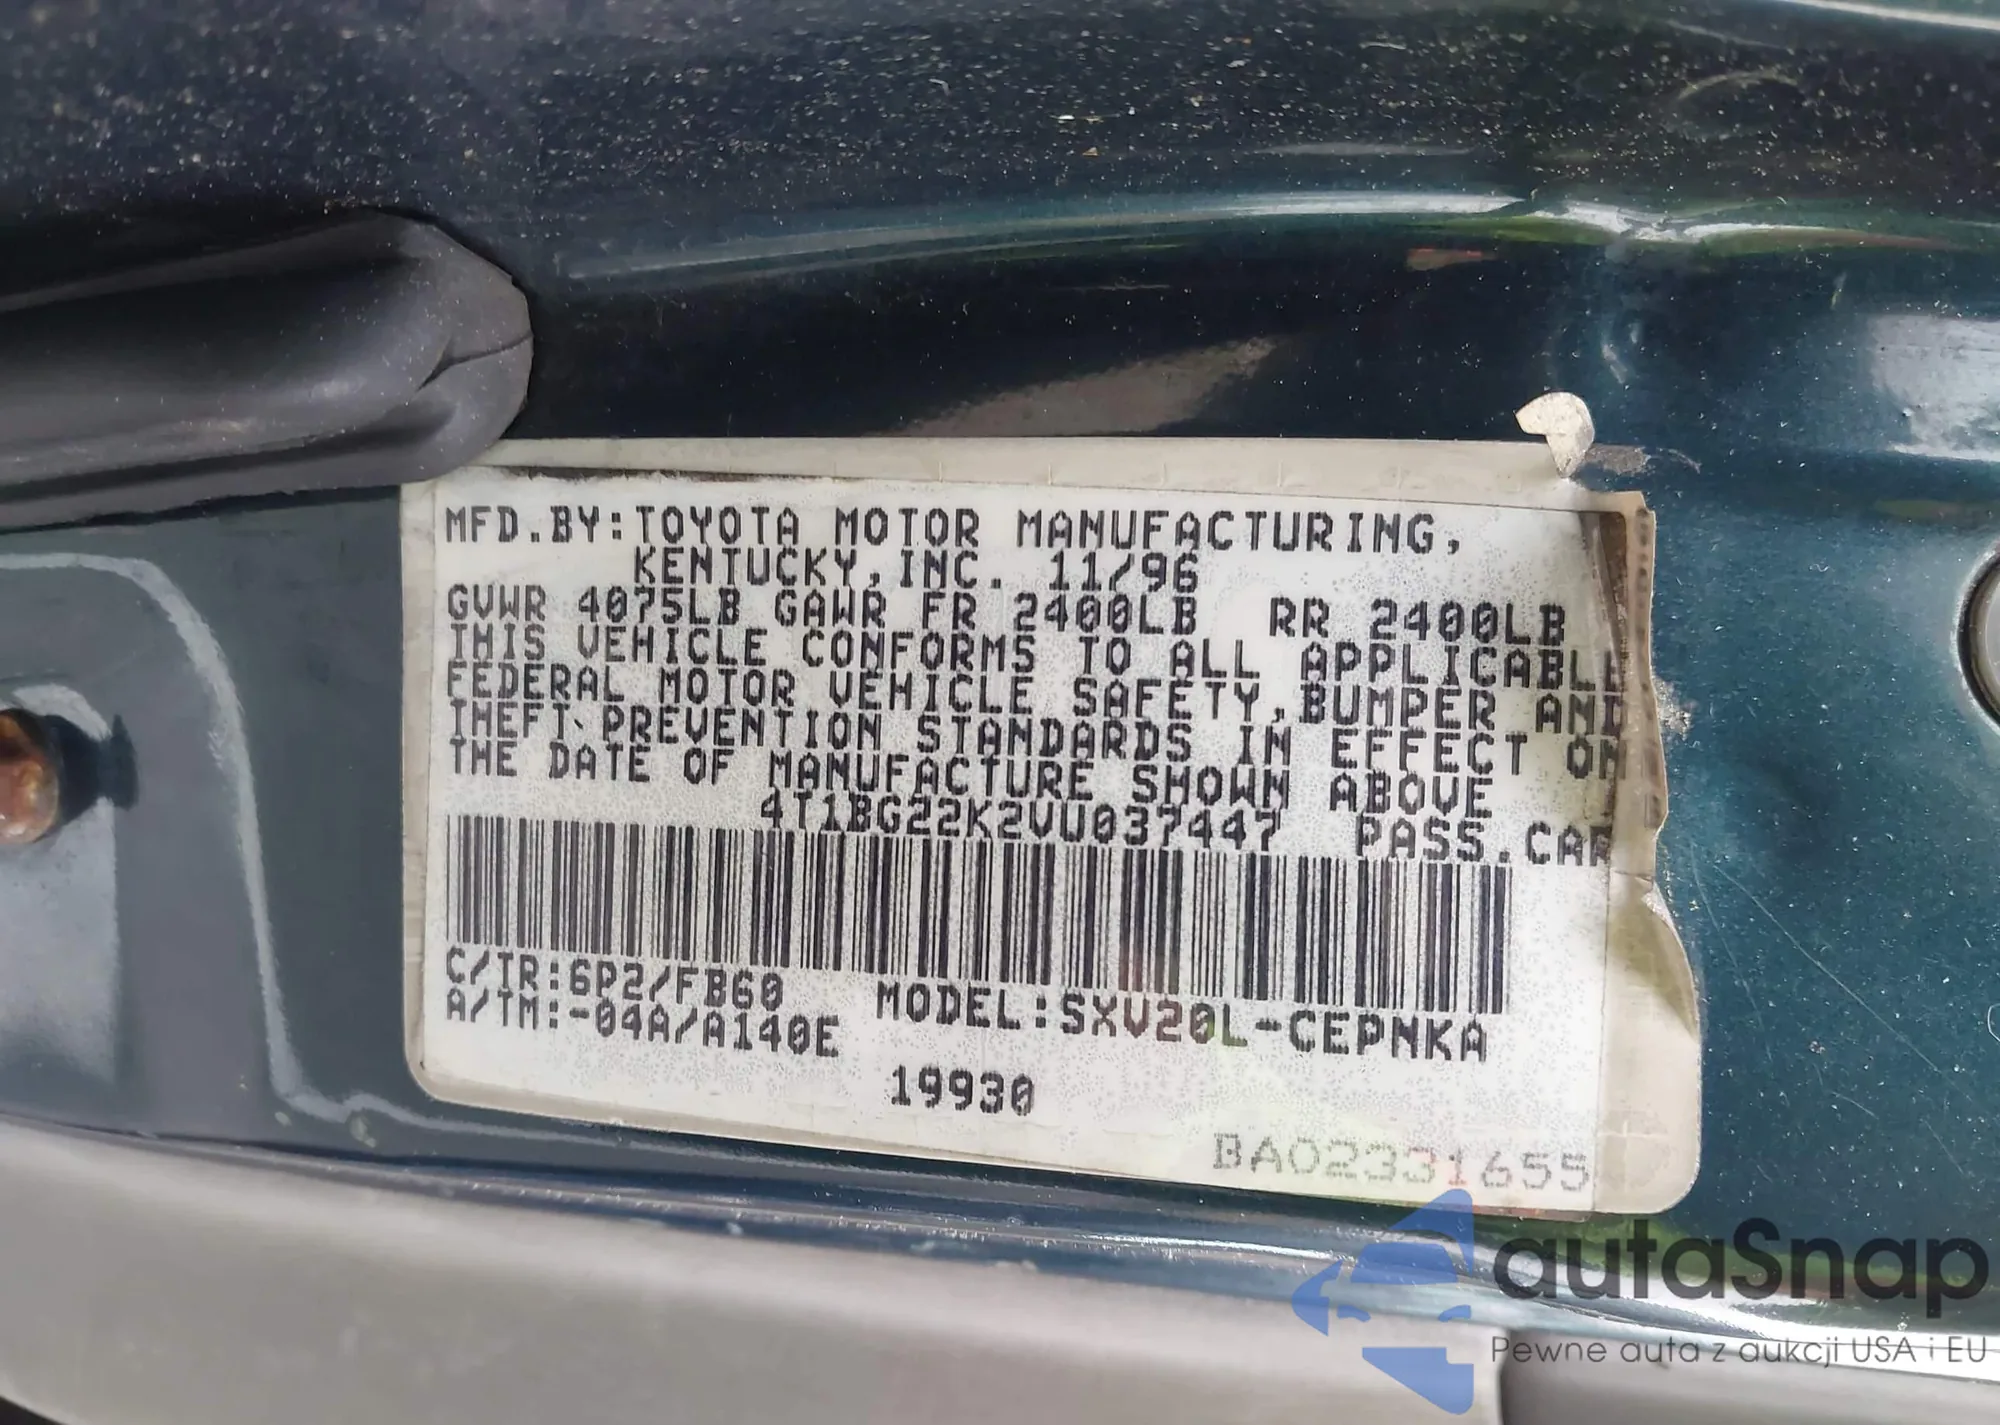 MFD.BY:TOYOTA MOTOR MANUFACTURING,
KENTUCKY,INC. 11/96
GVWR 4075LB GAWR FR 2400LB RR 2400LB
THIS VEHICLE CONFORMS TO ALL APPLICABLE
FEDERAL MOTOR VEHICLE SAFETY,BUMPER AND
THEFT PREVENTION STANDARDS IN EFFECT ON
THE DATE OF MANUFACTURE SHOWN ABOVE
4T1BG22K2VU037447 PASS.CAR
C/TR:6P2/FB60
A/TM:-04A/A140E
MODEL:SXV20L-CEPNKA
19930
BA02331655
autaSnap
Pewne auta z aukcji USA i EU